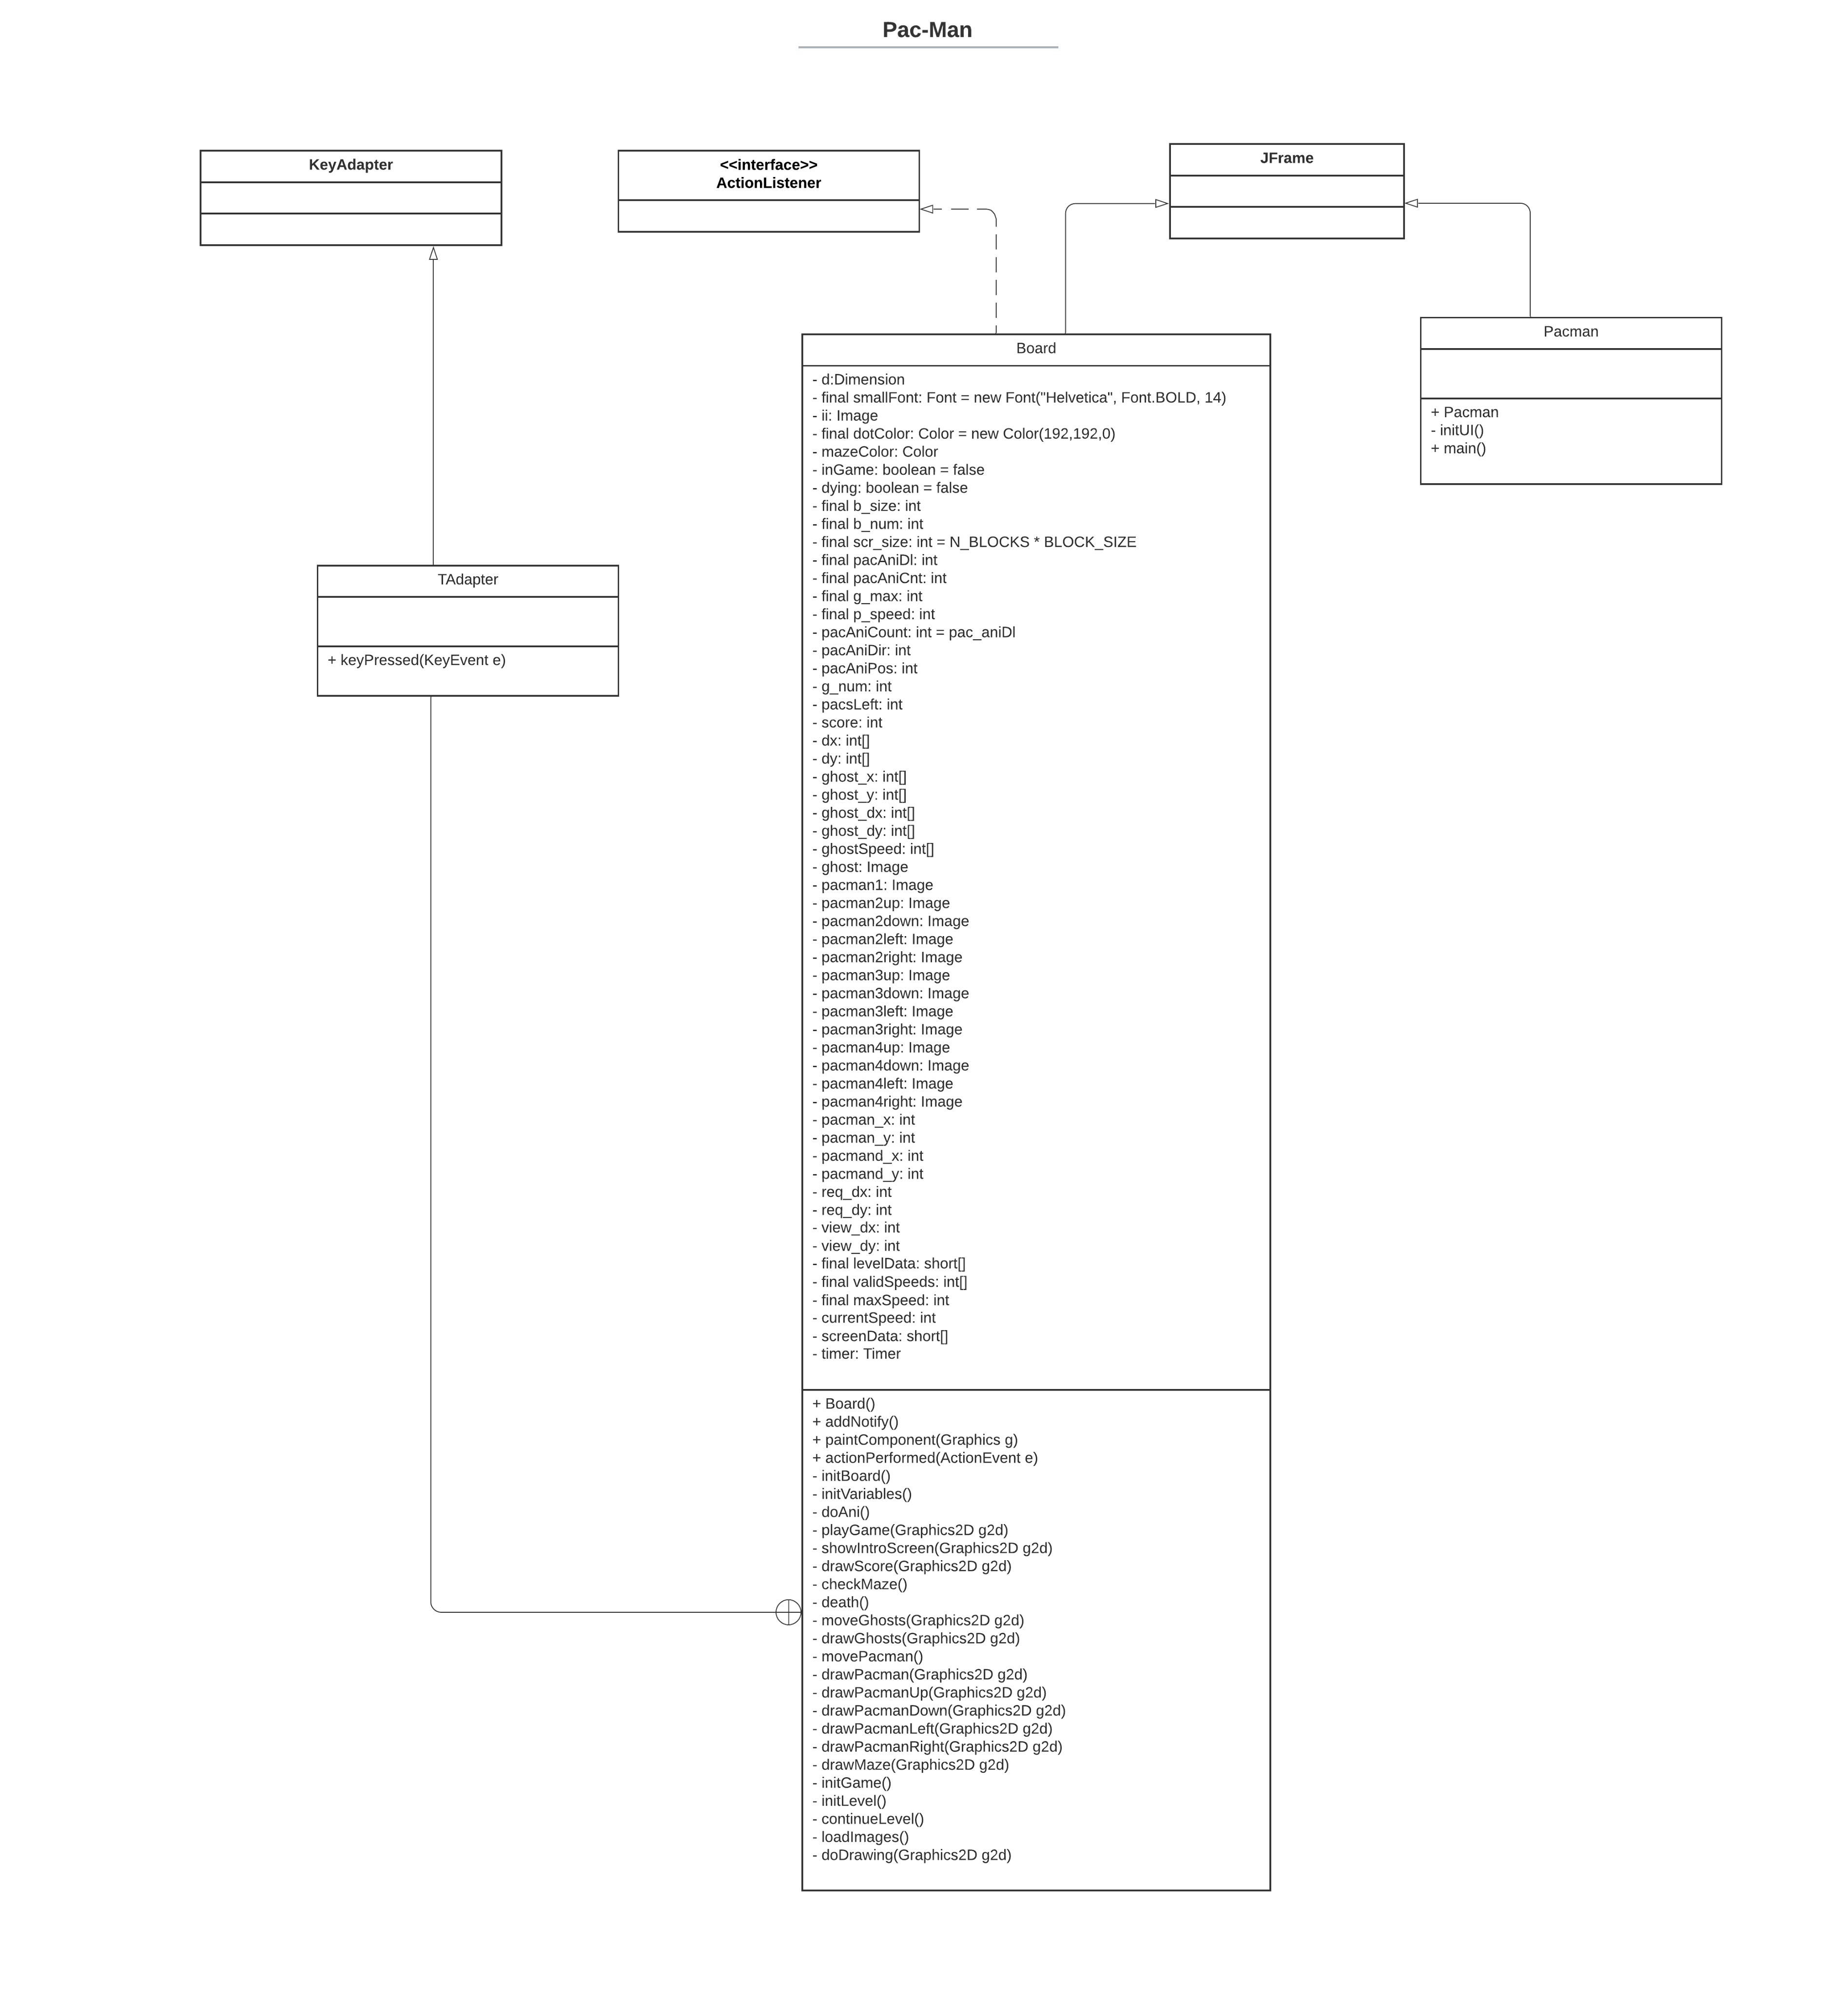 Pac-Man
KeyAdapter
<<interface>>
ActionListener
JFrame
Pacman
+ Pacman
- initUI()
+ main()
TAdapter
+ keyPressed(KeyEvent e)
Board
- d:Dimension
- final smallFont: Font = new Font("Helvetica", Font.BOLD, 14)
- ii: Image
- final dotColor: Color = new Color(192,192,0)
- mazeColor: Color
- inGame: boolean = false
- dying: boolean = false
- final b_size: int
- final b_num: int
- final scr_size: int = N_BLOCKS * BLOCK_SIZE
- final pacAniDl: int
- final pacAniCnt: int
- final g_max: int
- final p_speed: int
- pacAniCount: int = pac_aniDl
- pacAniDir: int
- pacAniPos: int
- g_num: int
- pacsLeft: int
- score: int
- dx: int[]
- dy: int[]
- ghost_x: int[]
- ghost_y: int[]
- ghost_dx: int[]
- ghost_dy: int[]
- ghostSpeed: int[]
- ghost: Image
- pacman1: Image
- pacman2up: Image
- pacman2down: Image
- pacman2left: Image
- pacman2right: Image
- pacman3up: Image
- pacman3down: Image
- pacman3left: Image
- pacman3right: Image
- pacman4up: Image
- pacman4down: Image
- pacman4left: Image
- pacman4right: Image
- pacman_x: int
- pacman_y: int
- pacmand_x: int
- pacmand_y: int
- req_dx: int
- req_dy: int
- view_dx: int
- view_dy: int
- final levelData: short[]
- final validSpeeds: int[]
- final maxSpeed: int
- currentSpeed: int
- screenData: short[]
- timer: Timer
+ Board()
+ addNotify()
+ paintComponent(Graphics g)
+ actionPerformed(ActionEvent e)
- initBoard()
- initVariables()
- doAni()
- playGame(Graphics2D g2d)
- showIntroScreen(Graphics2D g2d)
- drawScore(Graphics2D g2d)
- checkMaze()
- death()
- moveGhosts(Graphics2D g2d)
- drawGhosts(Graphics2D g2d)
- movePacman()
- drawPacman(Graphics2D g2d)
- drawPacmanUp(Graphics2D g2d)
- drawPacmanDown(Graphics2D g2d)
- drawPacmanLeft(Graphics2D g2d)
- drawPacmanRight(Graphics2D g2d)
- drawMaze(Graphics2D g2d)
- initGame()
- initLevel()
- continueLevel()
- loadImages()
- doDrawing(Graphics2D g2d)